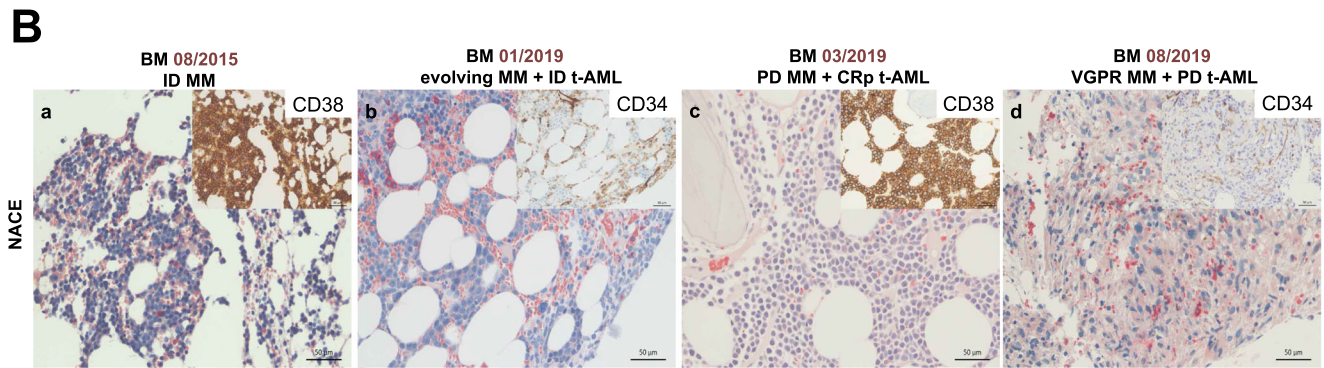 B
BM 08/2015
ID MM
BM 01/2019
evolving MM + ID t-AML
BM 03/2019
PD MM + CRp t-AML
BM 08/2019
VGPR MM + PD t-AML
NACE
a
CD38
50 µm
b
CD34
50 µm
c
CD38
50 µm
d
CD34
50 µm